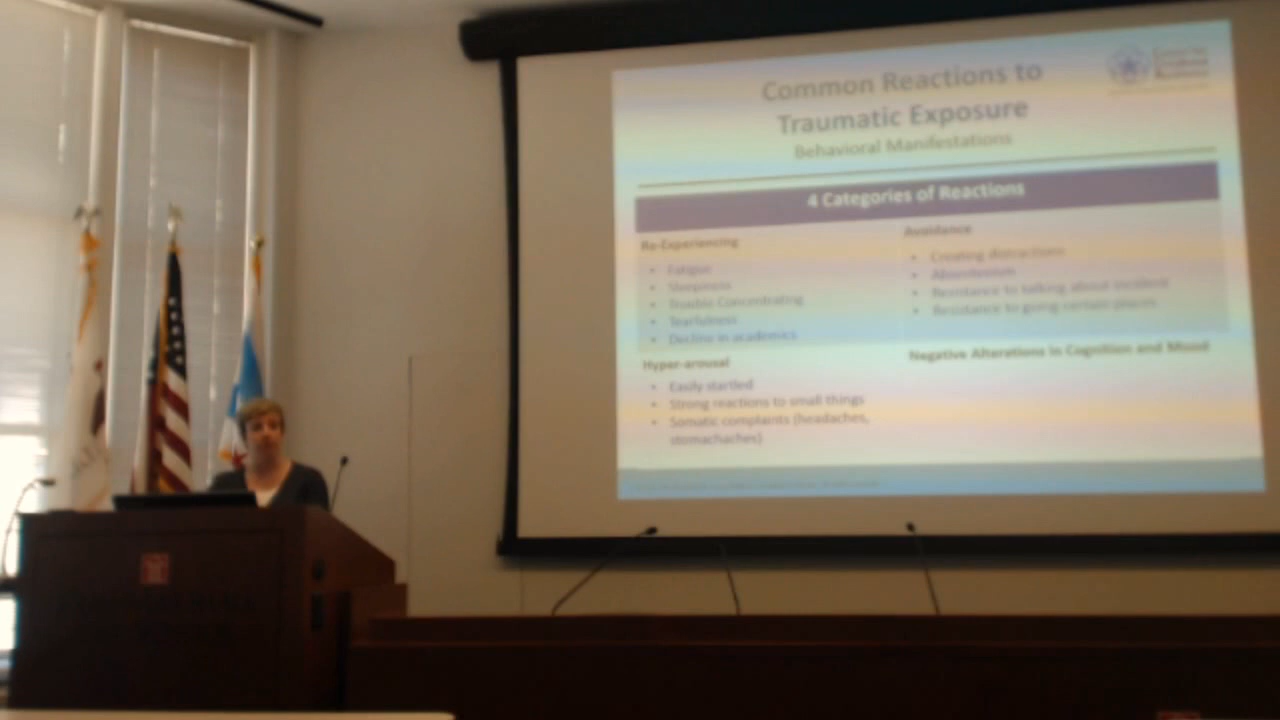 Common Reactions to
Traumatic Exposure
Behavioral Manifestations
4 Categories of Reactions
Re-Experiencing
• Fatigue
• Sleepiness
• Trouble Concentrating
• Tearfulness
• Decline in academics
Avoidance
• Creating distractions
• Absenteeism
• Resistance to talking about incident
• Resistance to going certain places
Hyper-arousal
• Easily startled
• Strong reactions to small things
• Somatic complaints (headaches,
stomachaches)
Negative Alterations in Cognition and Mood